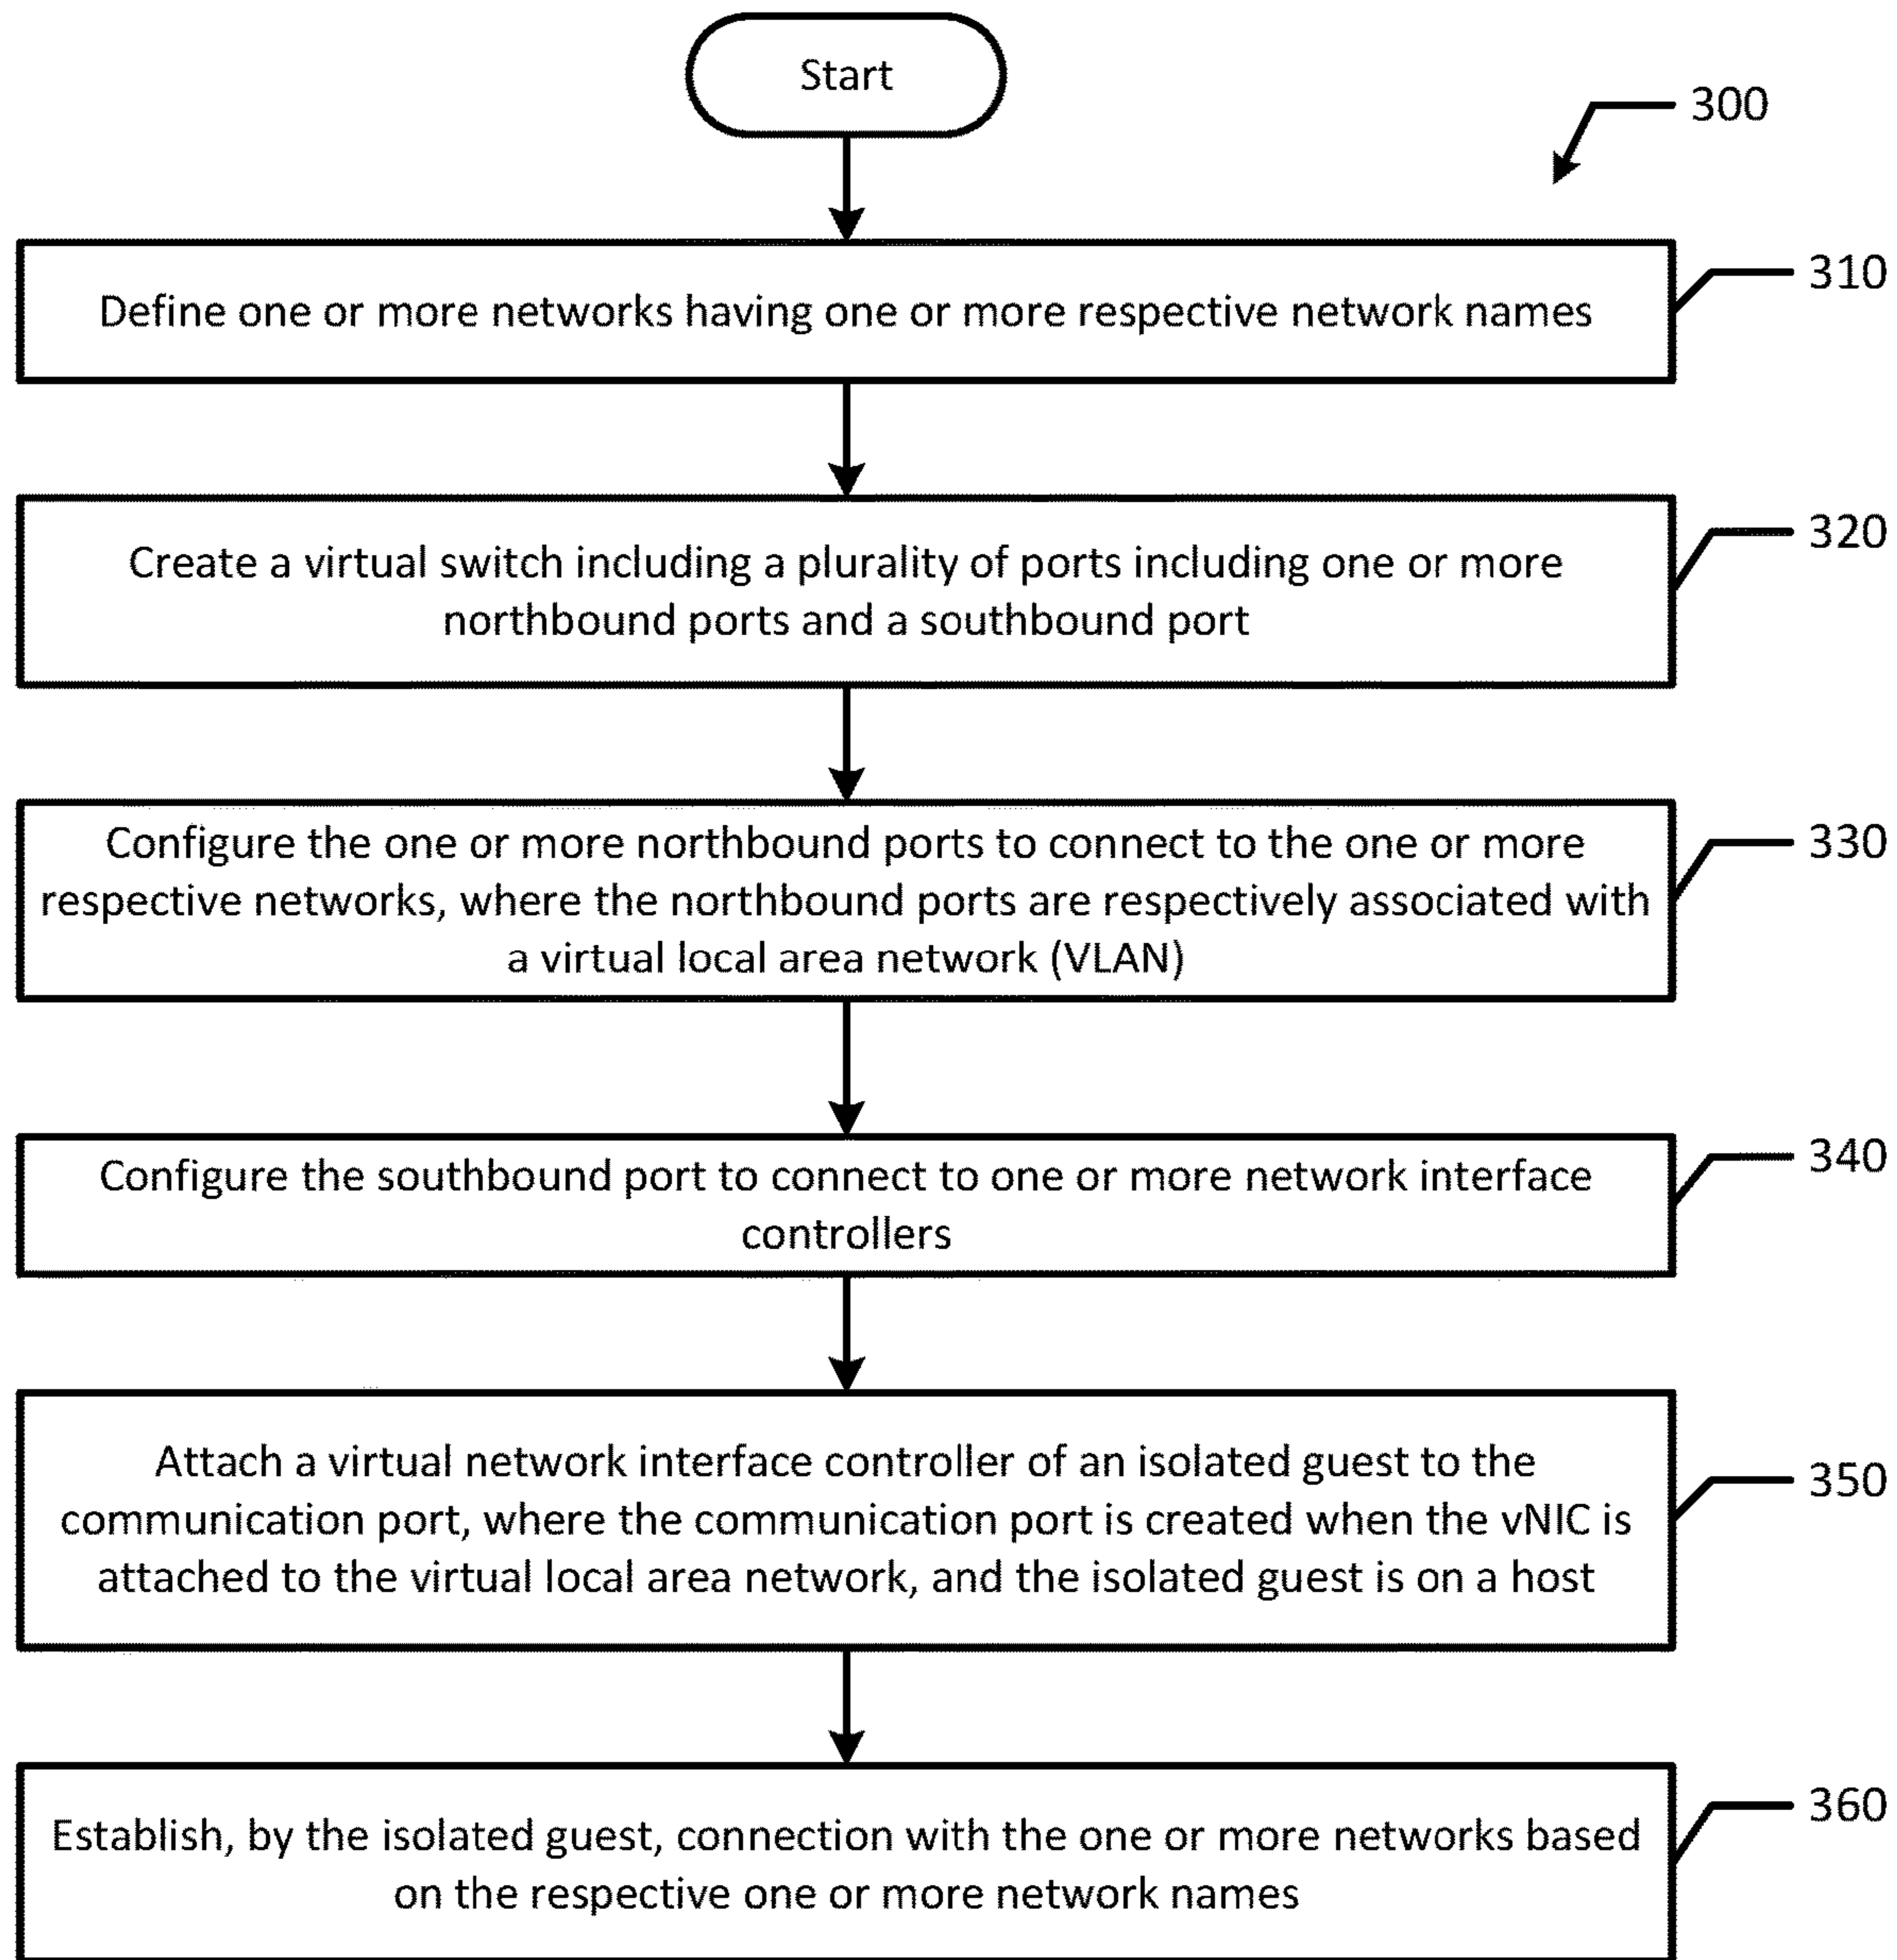 Start
300
310
Define one or more networks having one or more respective network names
320
Create a virtual switch including a plurality of ports including one or more
northbound ports and a southbound port
330
Configure the one or more northbound ports to connect to the one or more
respective networks, where the northbound ports are respectively associated with
a virtual local area network (VLAN)
340
Configure the southbound port to connect to one or more network interface
controllers
350
Attach a virtual network interface controller of an isolated guest to the
communication port, where the communication port is created when the vNIC is
attached to the virtual local area network, and the isolated guest is on a host
360
Establish, by the isolated guest, connection with the one or more networks based
on the respective one or more network names